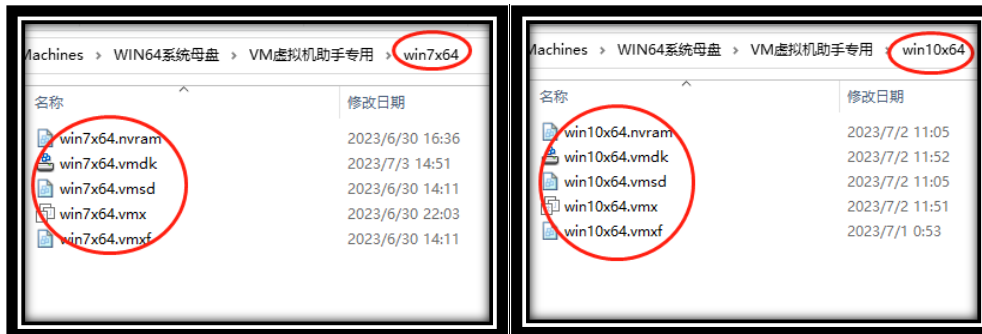 Machines › WIN64系统母盘 › VM虚拟机助手专用 › win7x64
名称 修改日期
win7x64.nvram 2023/6/30 16:36
win7x64.vmdk 2023/7/3 14:51
win7x64.vmsd 2023/6/30 14:11
win7x64.vmx 2023/6/30 22:03
win7x64.vmxf 2023/6/30 14:11
Machines › WIN64系统母盘 › VM虚拟机助手专用 › win10x64
名称 修改日期
win10x64.nvram 2023/7/2 11:05
win10x64.vmdk 2023/7/2 11:52
win10x64.vmsd 2023/7/2 11:05
win10x64.vmx 2023/7/2 11:51
win10x64.vmxf 2023/7/1 0:53